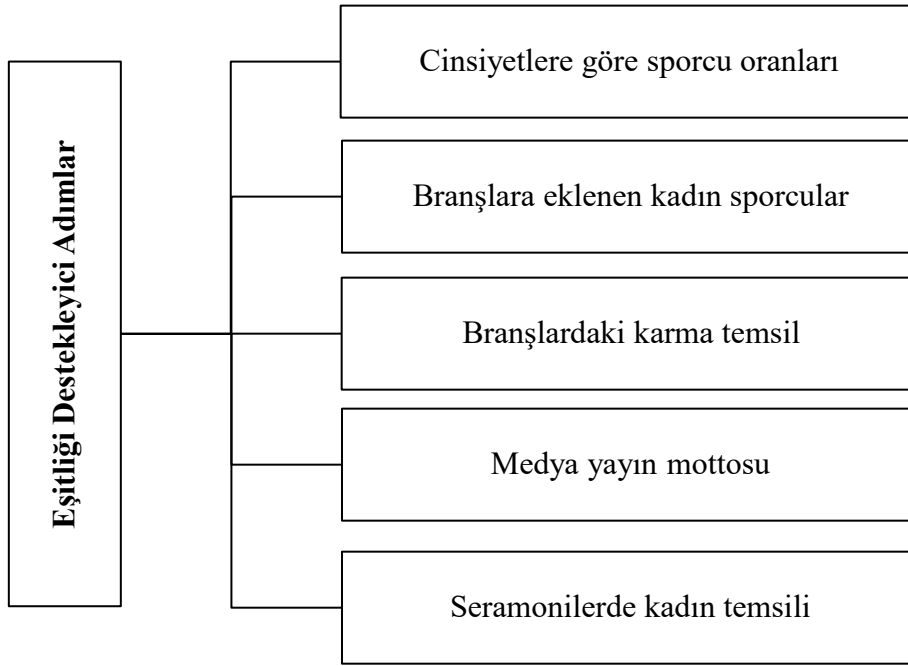 Eşitliği Destekleyici Adımlar
Cinsiyetlere göre sporcu oranları
Branşlara eklenen kadın sporcular
Branşlardaki karma temsil
Medya yayın mottosu
Seramonilerde kadın temsili